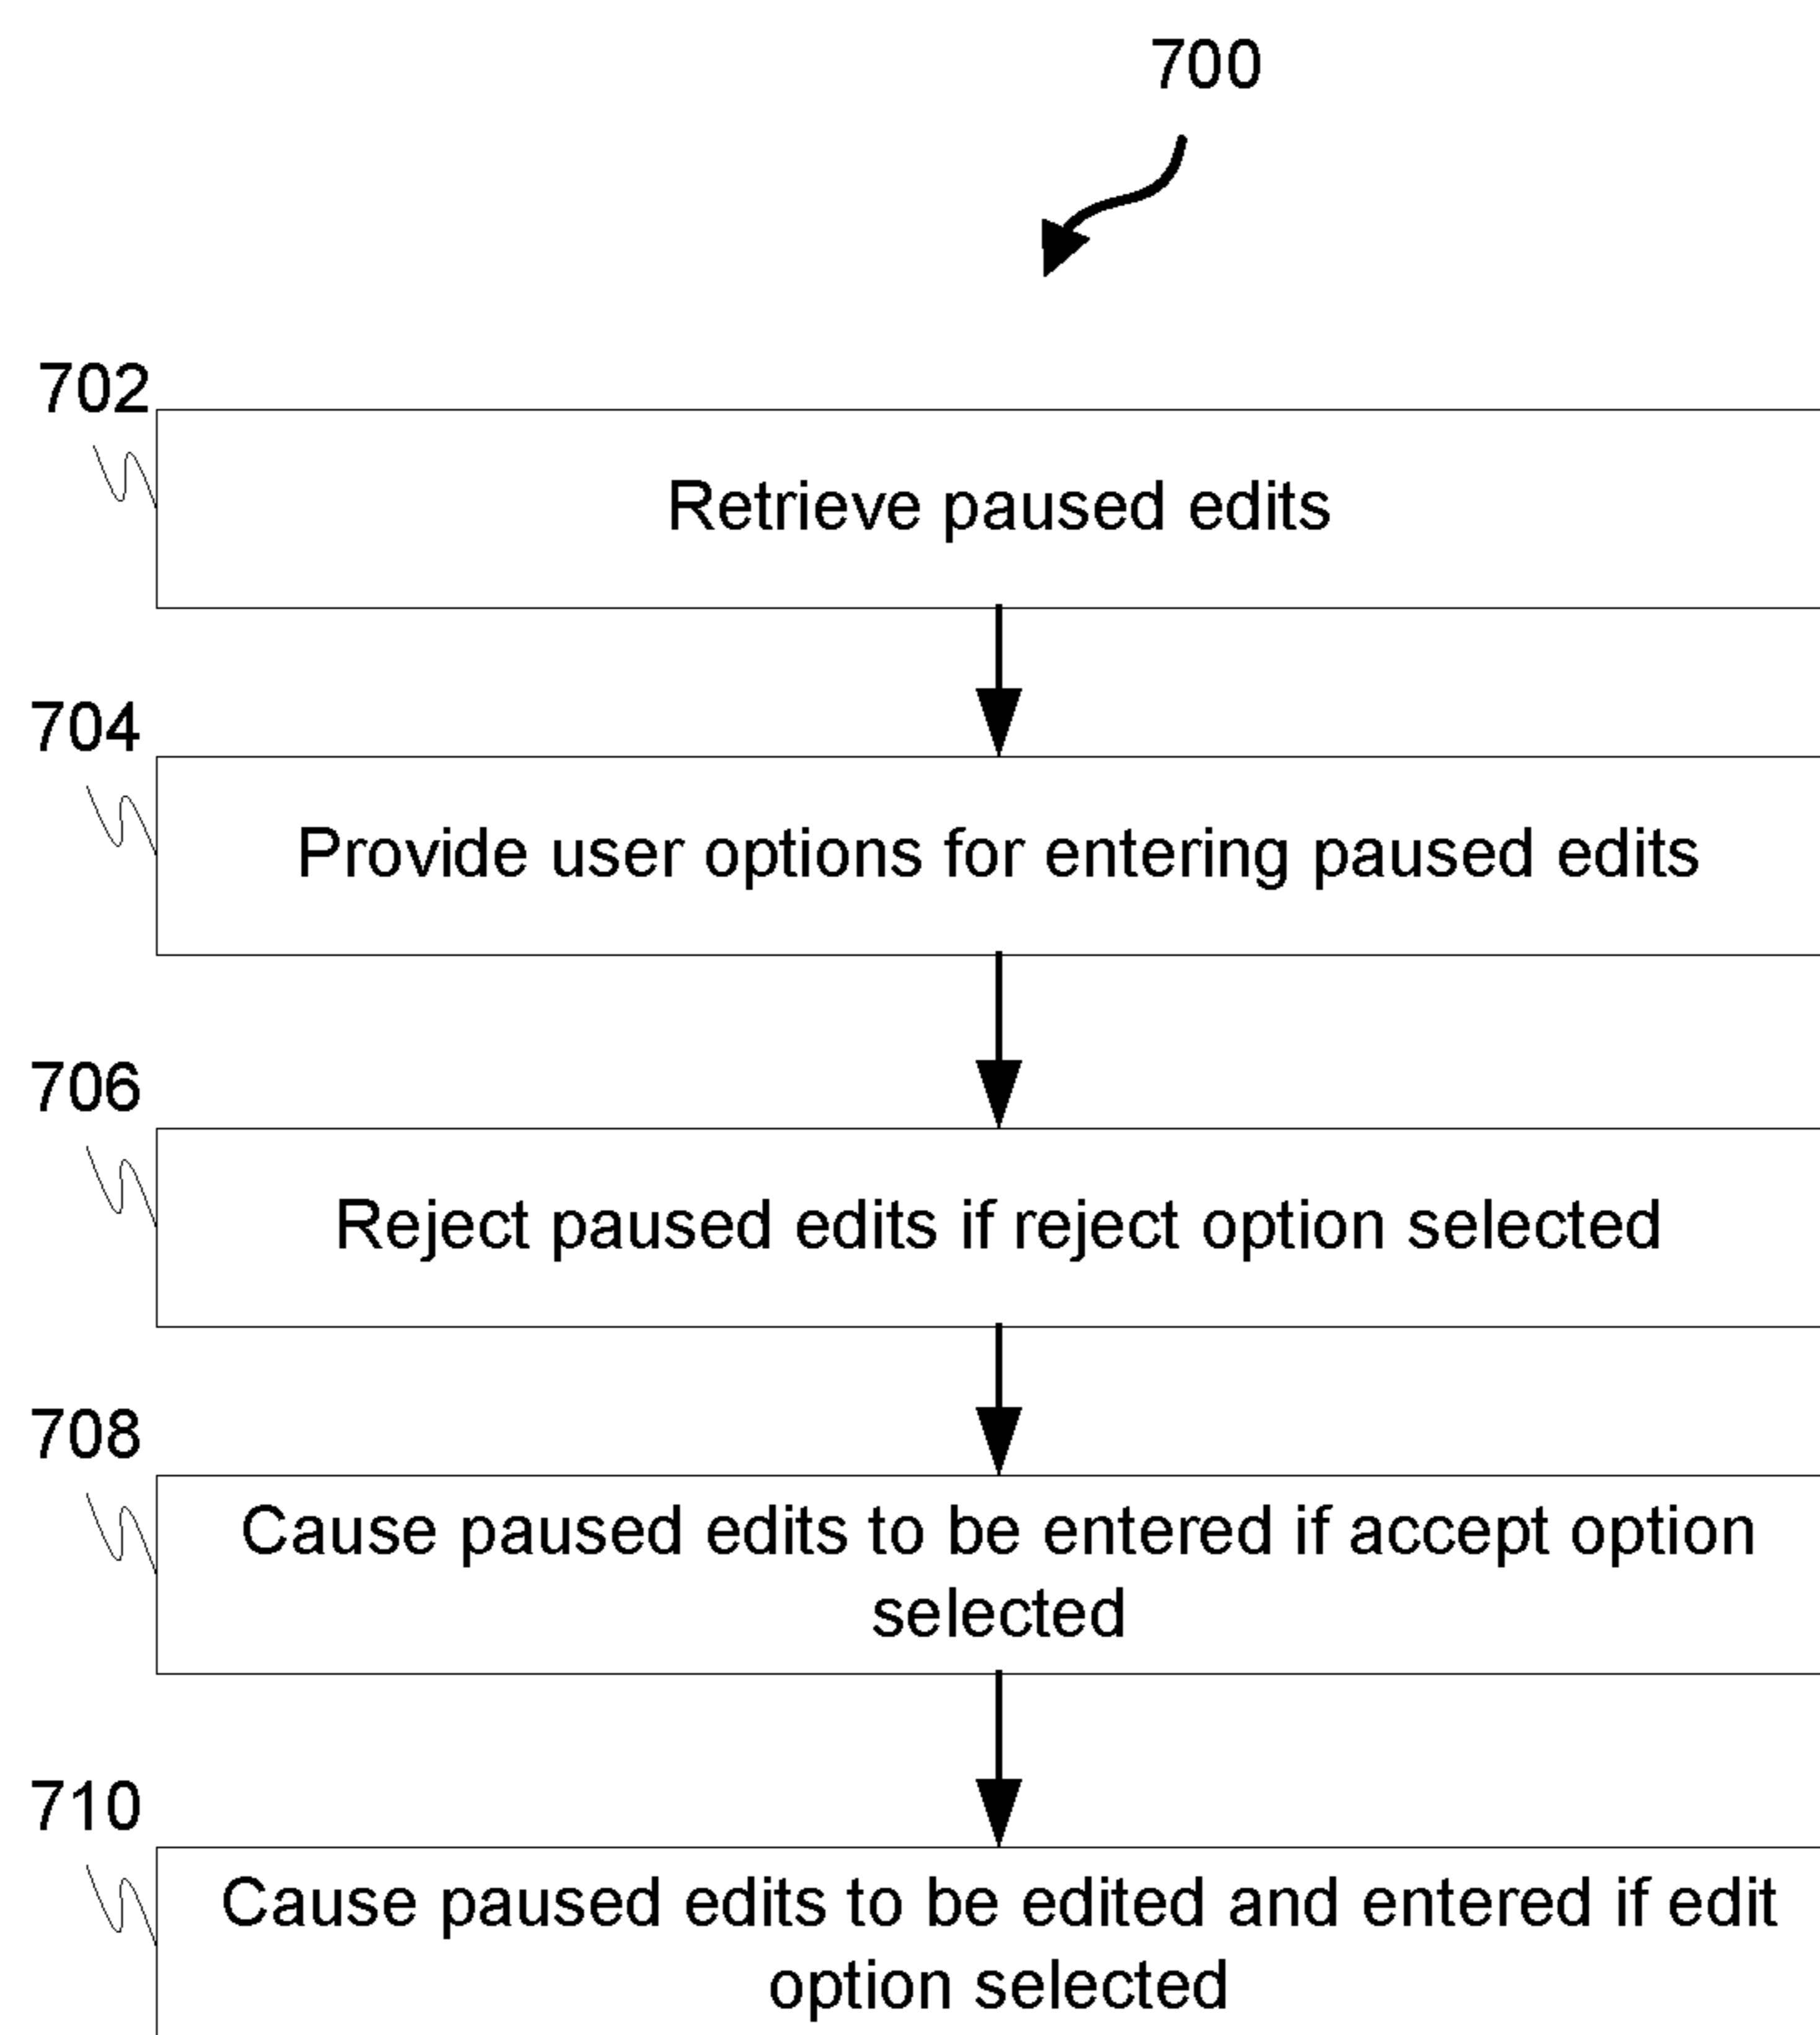 700
702
Retrieve paused edits
704
Provide user options for entering paused edits
706
Reject paused edits if reject option selected
708
Cause paused edits to be entered if accept option
selected
710
Cause paused edits to be edited and entered if edit
option selected